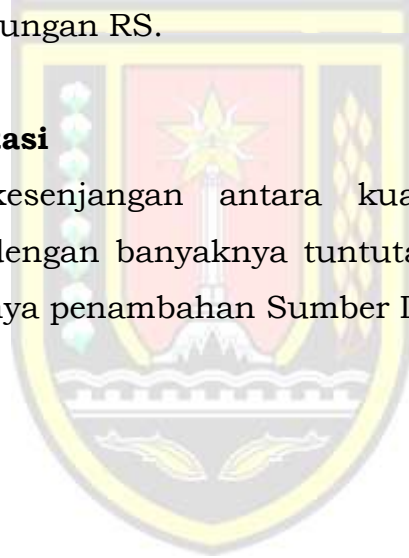 ungan RS.
asi
kesenjangan antara kua
dengan banyaknya tuntuta
nya penambahan Sumber D